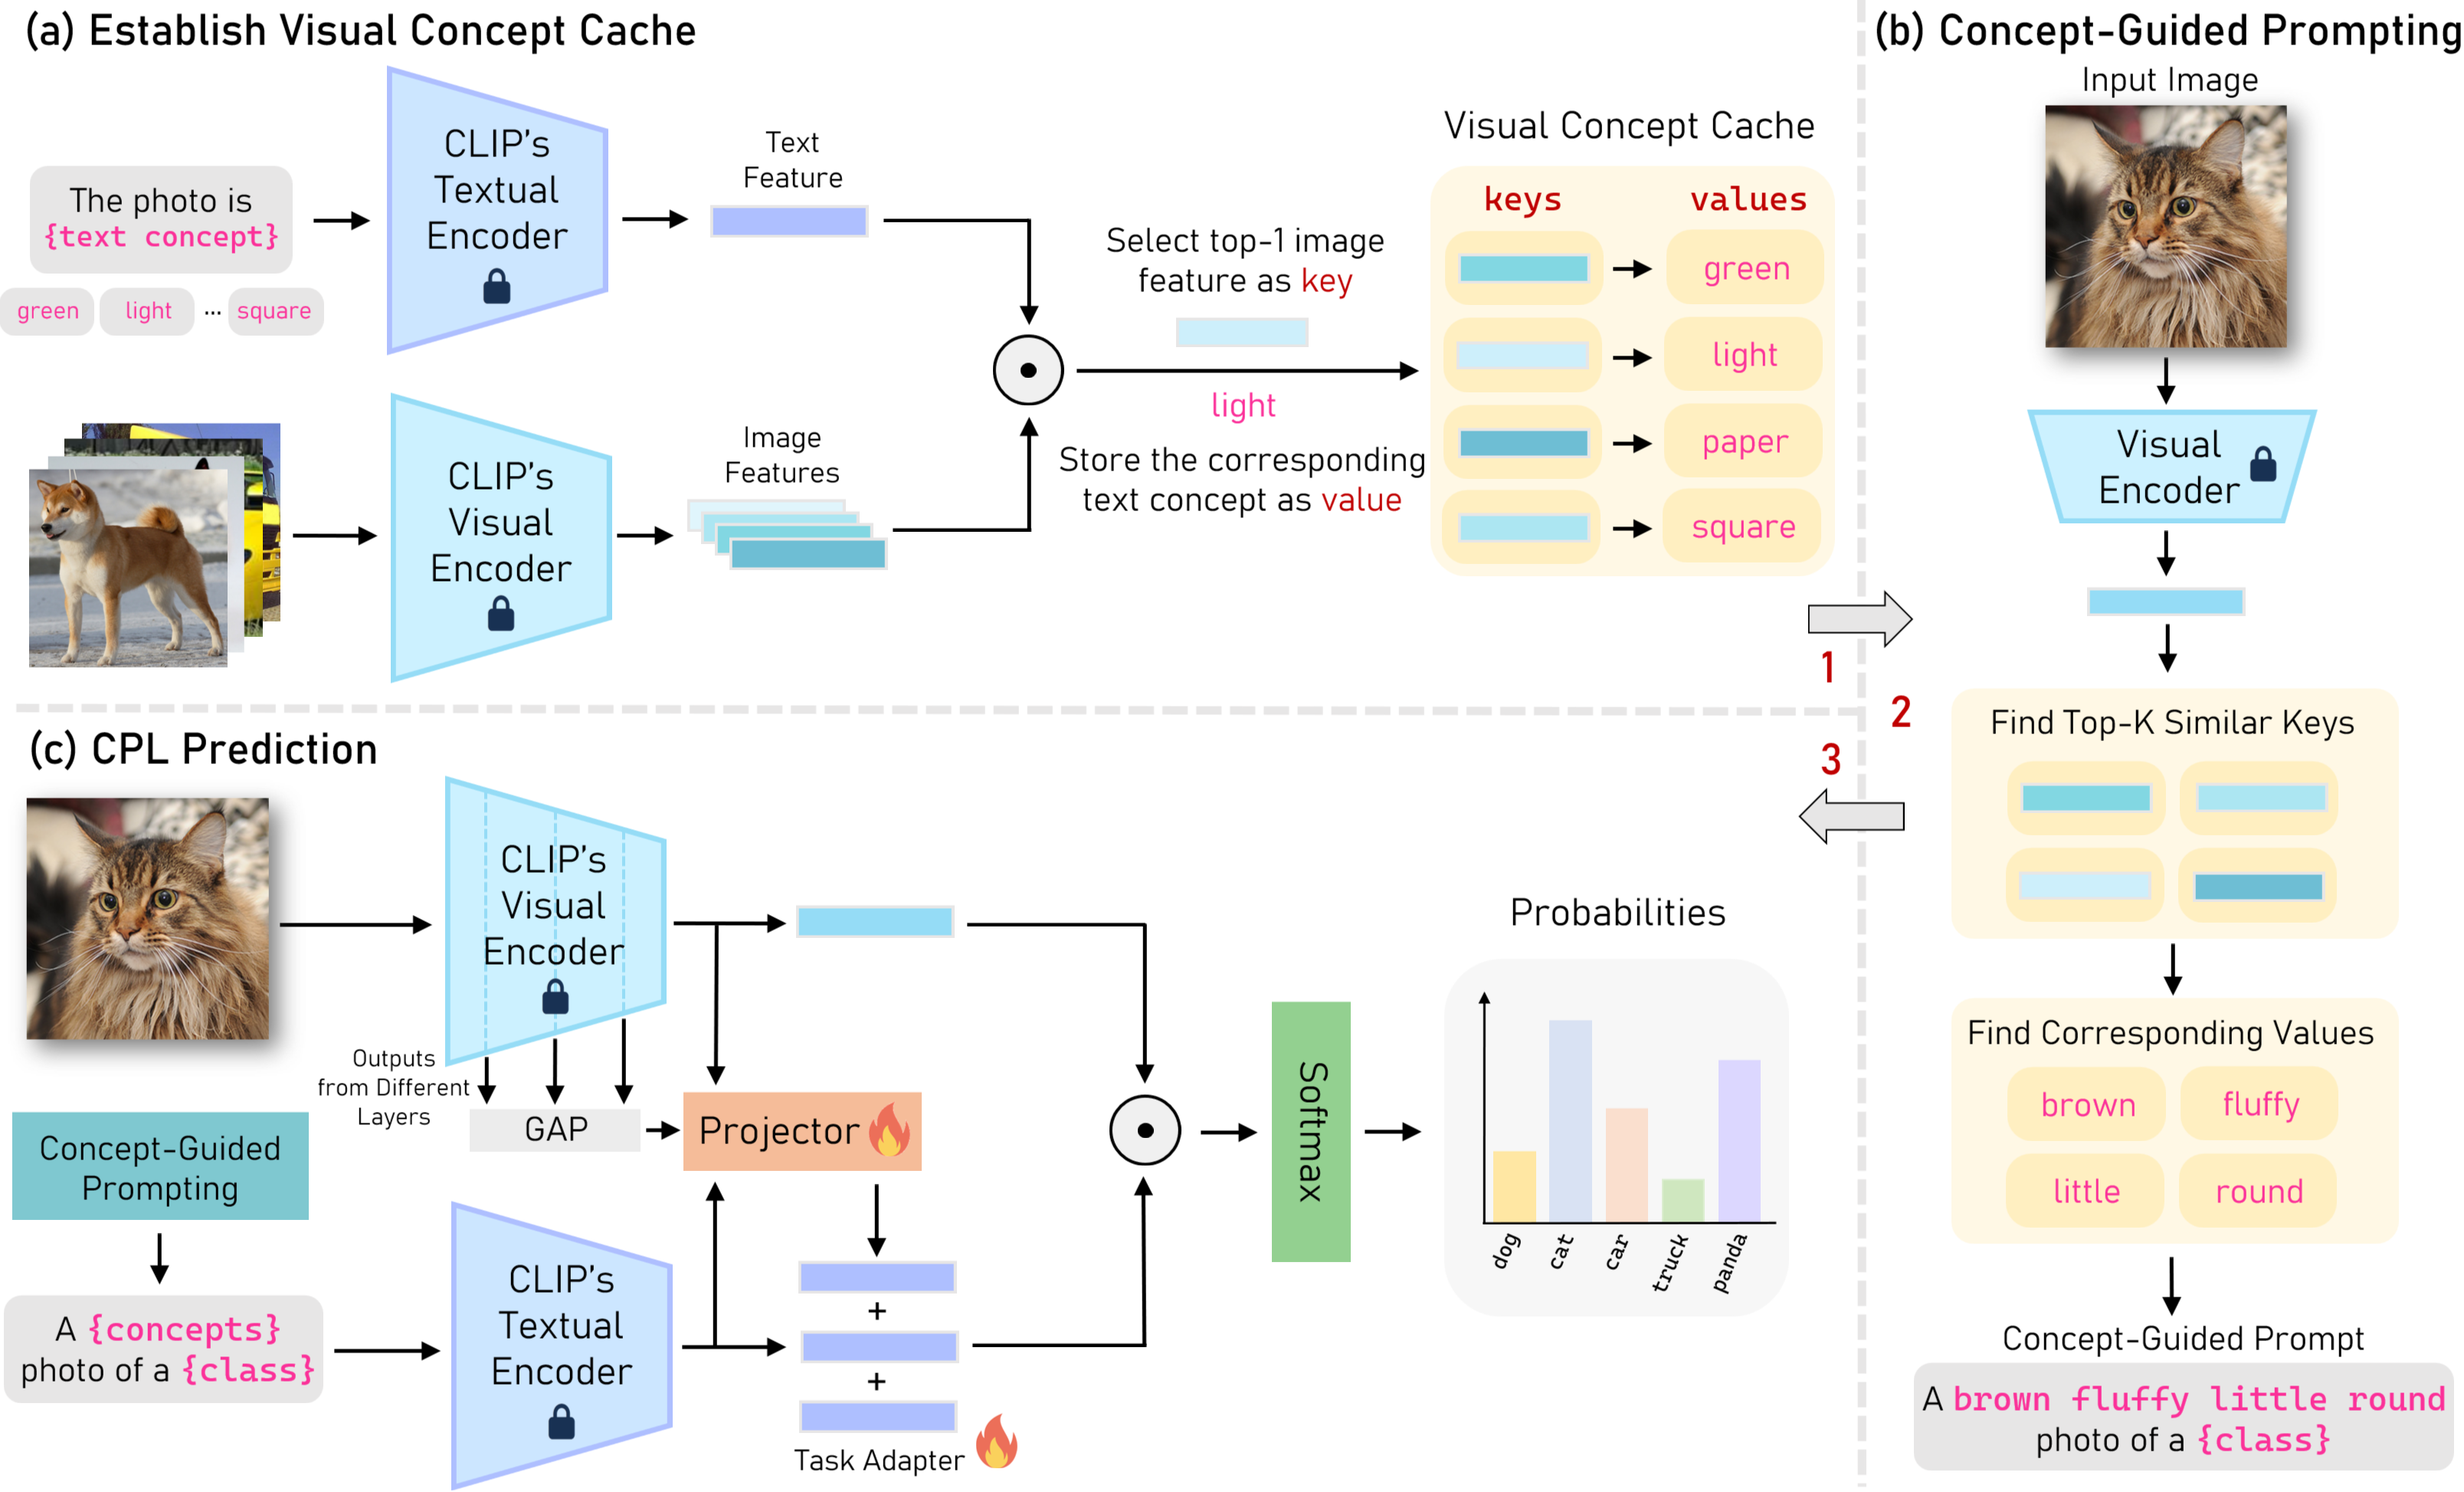 (a) Establish Visual Concept Cache
The photo is
{text concept}
green
light
...
square
CLIP's
Textual
Encoder
Text
Feature
CLIP's
Visual
Encoder
Image
Features
Select top-1 image
feature as key
light
Store the corresponding
text concept as value
Visual Concept Cache
keys
values
green
light
paper
square
1
(b) Concept-Guided Prompting
Input Image
Visual
Encoder
2
Find Top-K Similar Keys
Find Corresponding Values
brown
fluffy
little
round
Concept-Guided Prompt
A brown fluffy little round
photo of a {class}
3
(c) CPL Prediction
CLIP's
Visual
Encoder
Outputs
from Different
Layers
GAP
Projector
Concept-Guided
Prompting
A {concepts}
photo of a {class}
CLIP's
Textual
Encoder
+
+
Task Adapter
Softmax
Probabilities
dog
cat
car
truck
panda